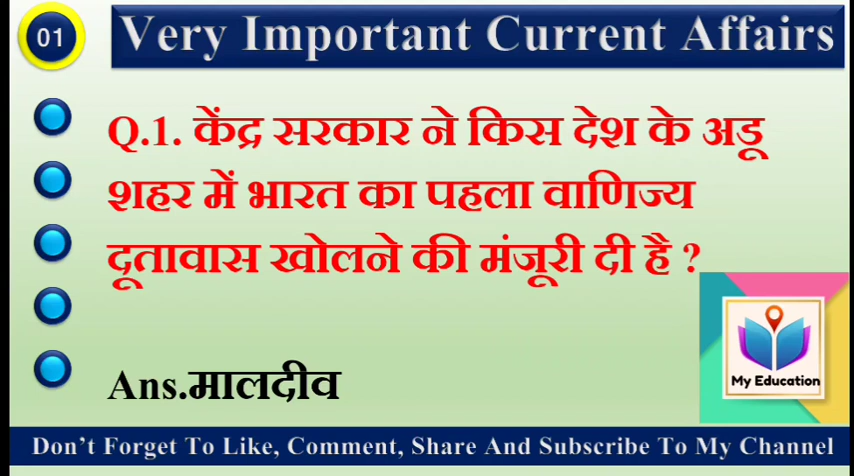 01
Very Important Current Affairs
Q.1. केंद्र सरकार ने किस देश के अडू
शहर में भारत का पहला वाणिज्य
दूतावास खोलने की मंजूरी दी है ?
Ans.मालदीव
My Education
Don't Forget To Like, Comment, Share And Subscribe To My Channel